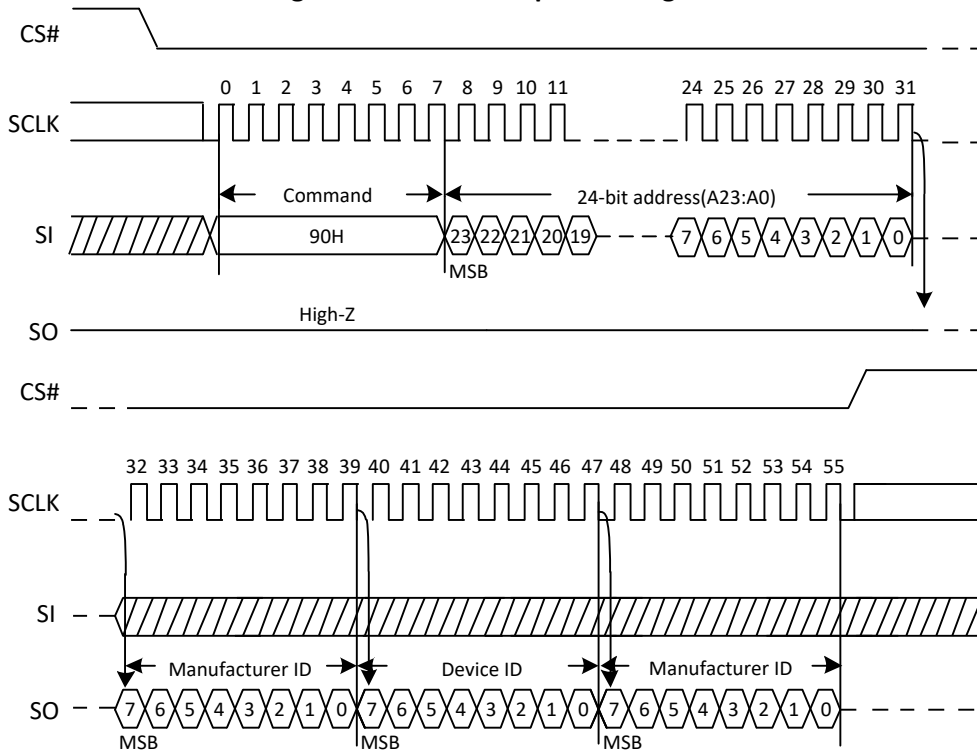 CS#
0 1 2 3 4 5 6 7 8 9 10 11 24 25 26 27 28 29 30 31
SCLK
Command 24-bit address(A23:A0)
SI 90H 23 22 21 20 19 7 6 5 4 3 2 1 0
MSB
High-Z
SO
CS#
32 33 34 35 36 37 38 39 40 41 42 43 44 45 46 47 48 49 50 51 52 53 54 55
SCLK
SI
Manufacturer ID Device ID Manufacturer ID
SO 7 6 5 4 3 2 1 0 7 6 5 4 3 2 1 0 7 6 5 4 3 2 1 0
MSB MSB MSB